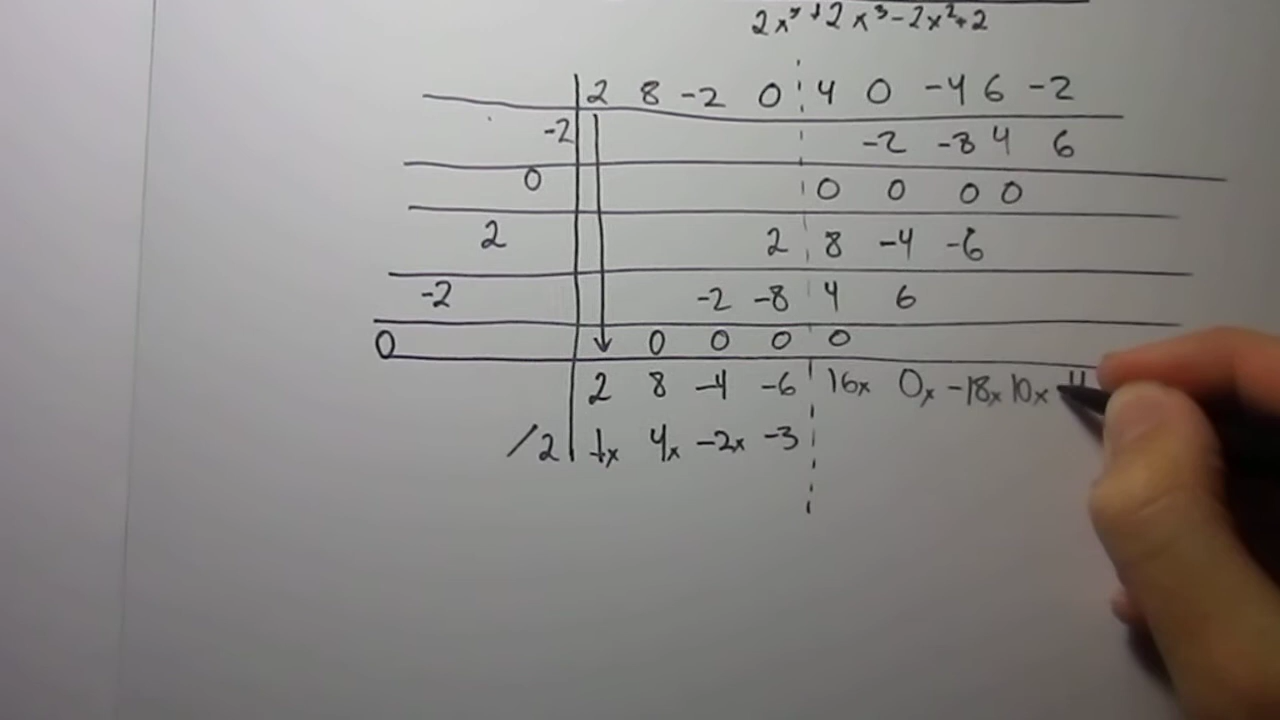 2x⁵+2x³-2x²+2
2 8 -2 0 4 0 -4 6 -2
-2 -2 -8 4 6
0 0 0 0 0
2 2 8 -4 -6
-2 -2 -8 4 6
0 0 0 0 0
2 8 -4 -6 16x 0x -18x 10x 4
/2 1x 4x -2x -3